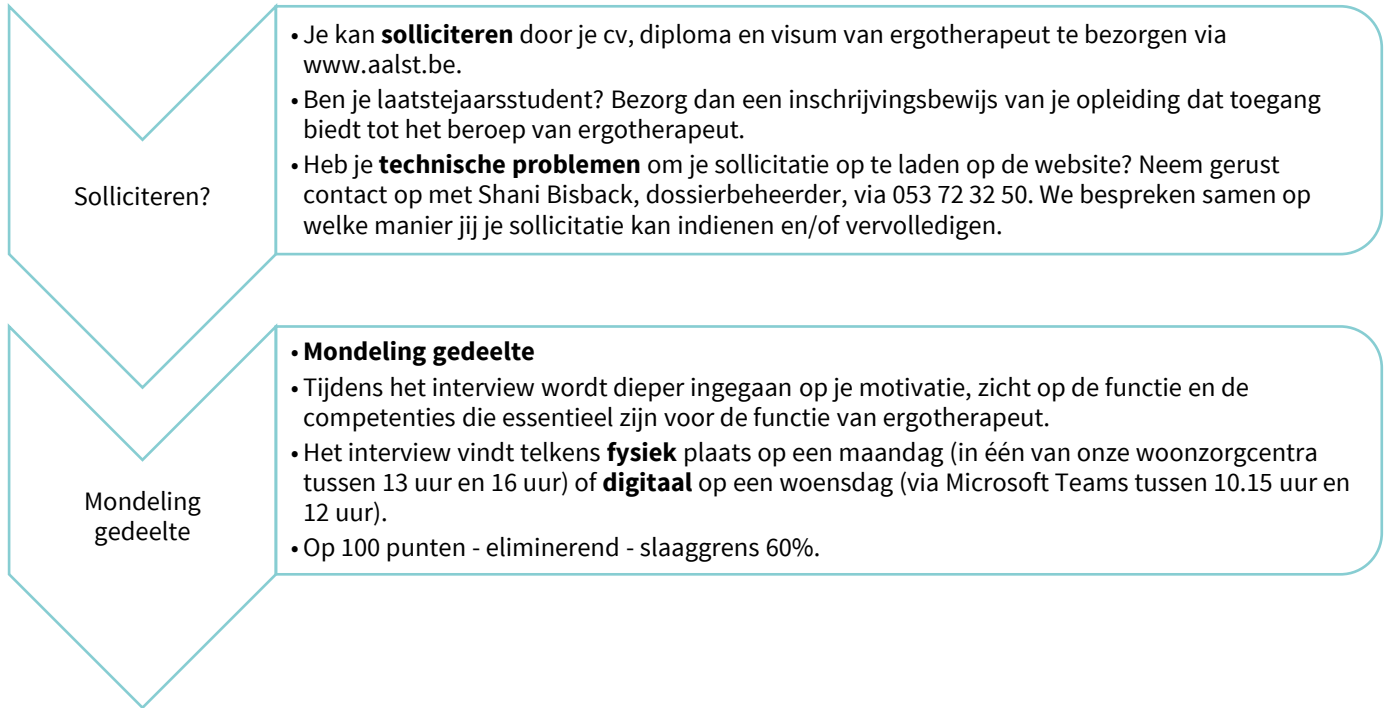 Solliciteren?
• Je kan solliciteren door je cv, diploma en visum van ergotherapeut te bezorgen via
www.aalst.be.
• Ben je laatstejaarsstudent? Bezorg dan een inschrijvingsbewijs van je opleiding dat toegang
biedt tot het beroep van ergotherapeut.
• Heb je technische problemen om je sollicitatie op te laden op de website? Neem gerust
contact op met Shani Bisback, dossierbeheerder, via 053 72 32 50. We bespreken samen op
welke manier jij je sollicitatie kan indienen en/of vervolledigen.
Mondeling
gedeelte
• Mondeling gedeelte
• Tijdens het interview wordt dieper ingegaan op je motivatie, zicht op de functie en de
competenties die essentieel zijn voor de functie van ergotherapeut.
• Het interview vindt telkens fysiek plaats op een maandag (in één van onze woonzorgcentra
tussen 13 uur en 16 uur) of digitaal op een woensdag (via Microsoft Teams tussen 10.15 uur en
12 uur).
• Op 100 punten - eliminerend - slaaggrens 60%.